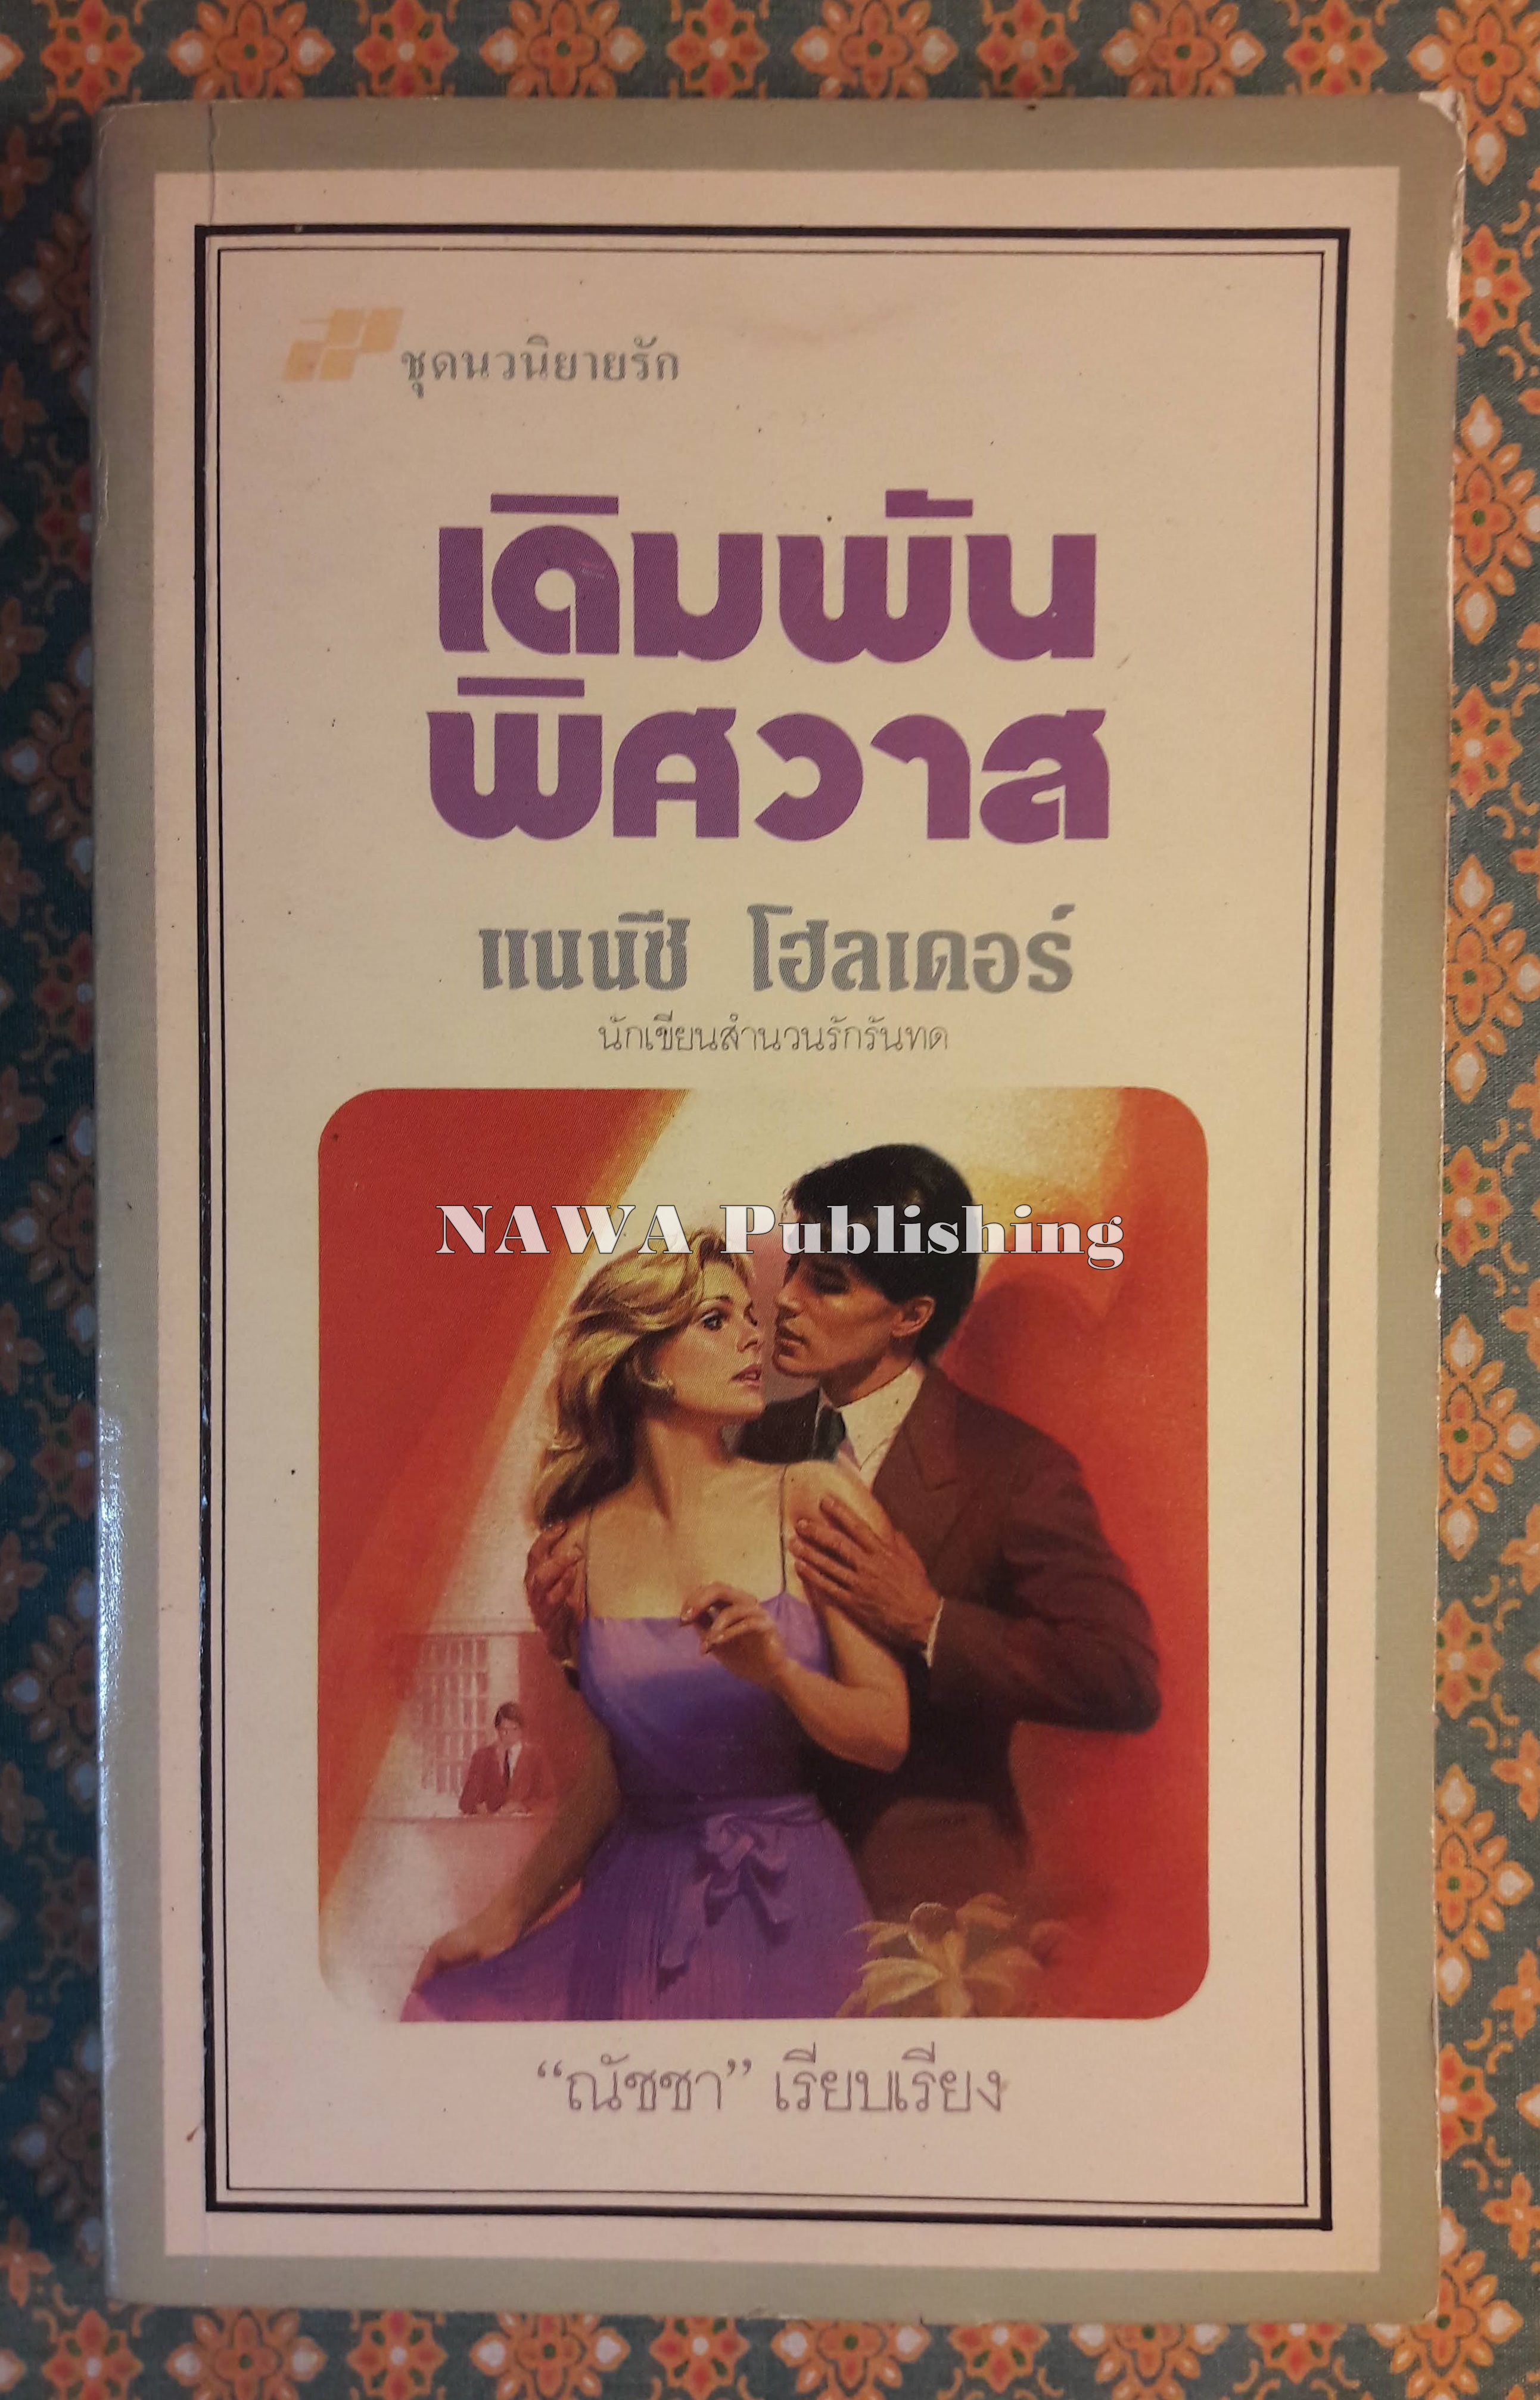 ชุดนวนิยายรัก
เดิมพัน
พิศวาส
แนนซี โฮลเดอร์
นักเขียนสำนวนรักรันทด
NAWA Publishing
“ณัชชา” เรียบเรียง